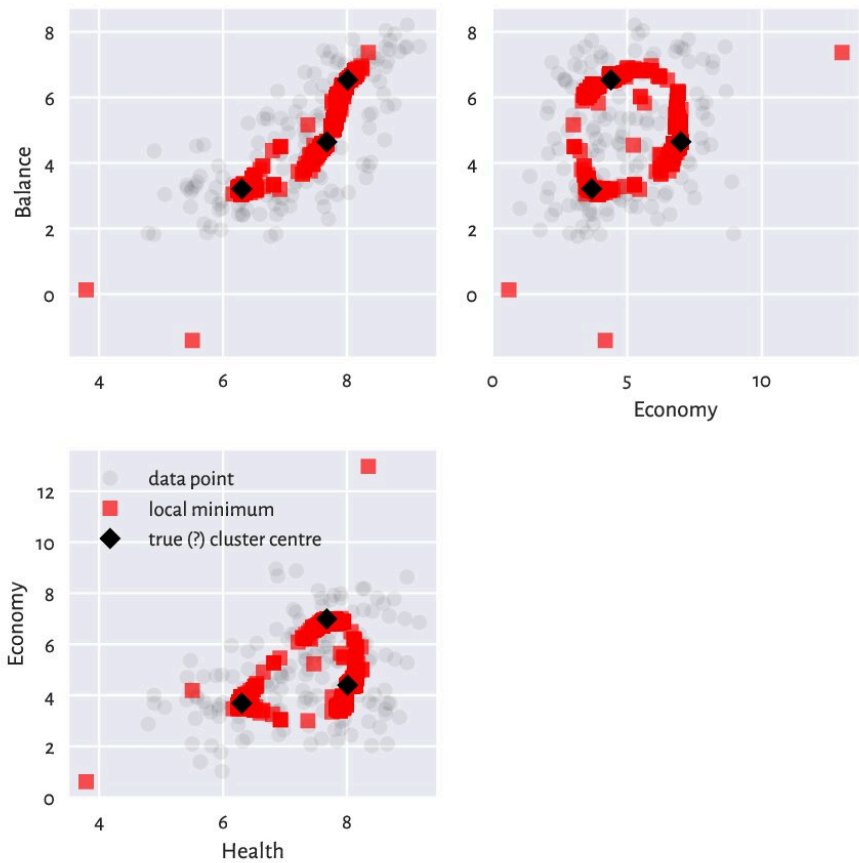 8
6
4
2
0
Balance
4 6 8
8
6
4
2
0
0 5 10
Economy
data point
local minimum
true (?) cluster centre
12
10
8
6
4
2
0
Economy
4 6 8
Health